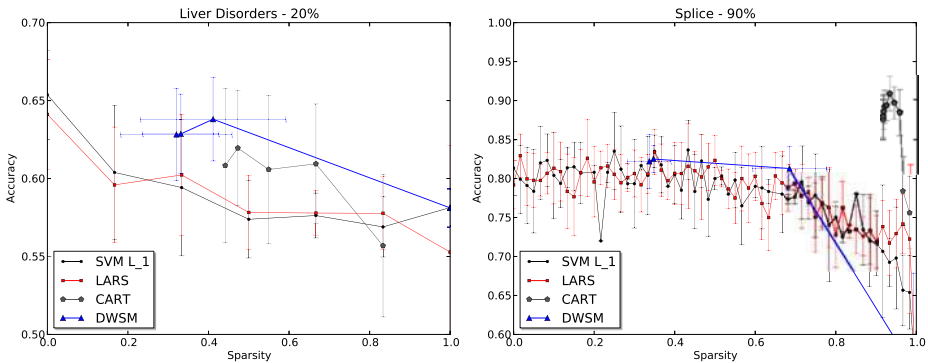 Liver Disorders - 20%
0.70
0.65
0.60
0.55
0.50
Accuracy
0.0 0.2 0.4 0.6 0.8 1.0
Sparsity
SVM L_1
LARS
CART
DWSM
Splice - 90%
1.00
0.95
0.90
0.85
0.80
0.75
0.70
0.65
0.60
Accuracy
0.0 0.2 0.4 0.6 0.8 1.0
Sparsity
SVM L_1
LARS
CART
DWSM